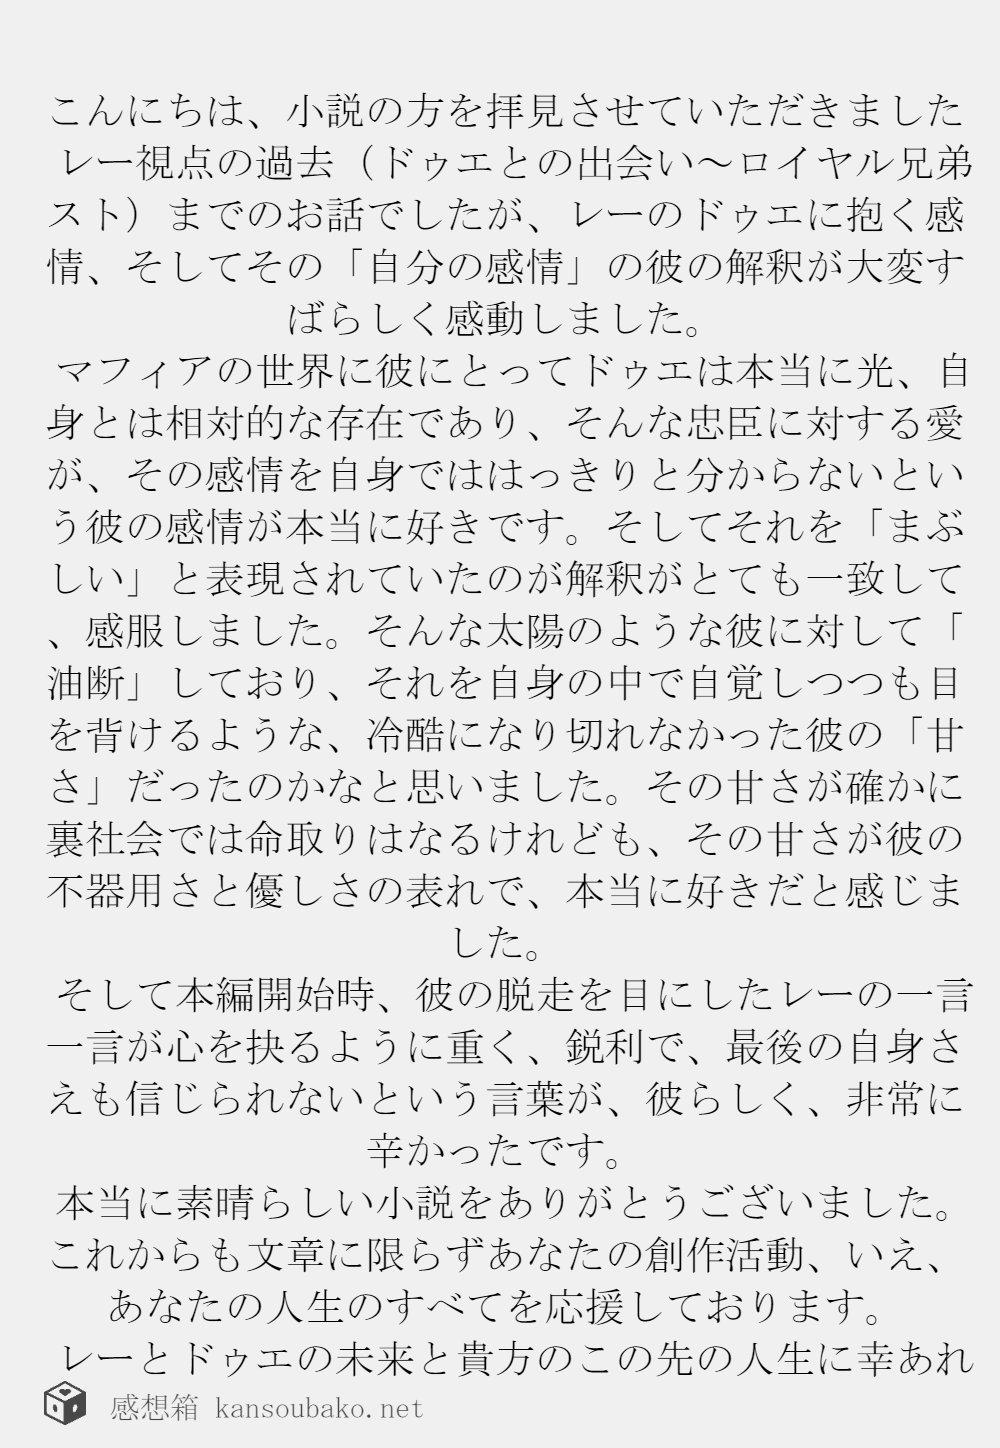 こんにちは、小説の方を拝見させていただきました
レー視点の過去（ドゥエとの出会い～ロイヤル兄弟
スト）までのお話でしたが、レーのドゥエに抱く感
情、そしてその「自分の感情」の彼の解釈が大変す
ばらしく感動しました。
マフィアの世界に彼にとってドゥエは本当に光、自
身とは相対的な存在であり、そんな忠臣に対する愛
が、その感情を自身でははっきりと分からないとい
う彼の感情が本当に好きです。そしてそれを「まぶ
しい」と表現されていたのが解釈がとても一致して
、感服しました。そんな太陽のような彼に対して「
油断」しており、それを自身の中で自覚しつつも目
を背けるような、冷酷になり切れなかった彼の「甘
さ」だったのかなと思いました。その甘さが確かに
裏社会では命取りはなるけれども、その甘さが彼の
不器用さと優しさの表れで、本当に好きだと感じま
した。
そして本編開始時、彼の脱走を目にしたレーの一言
一言が心を抉るように重く、鋭利で、最後の自身さ
えも信じられないという言葉が、彼らしく、非常に
辛かったです。
本当に素晴らしい小説をありがとうございました。
これからも文章に限らずあなたの創作活動、いえ、
あなたの人生のすべてを応援しております。
レーとドゥエの未来と貴方のこの先の人生に幸あれ
感想箱 kansoubako.net